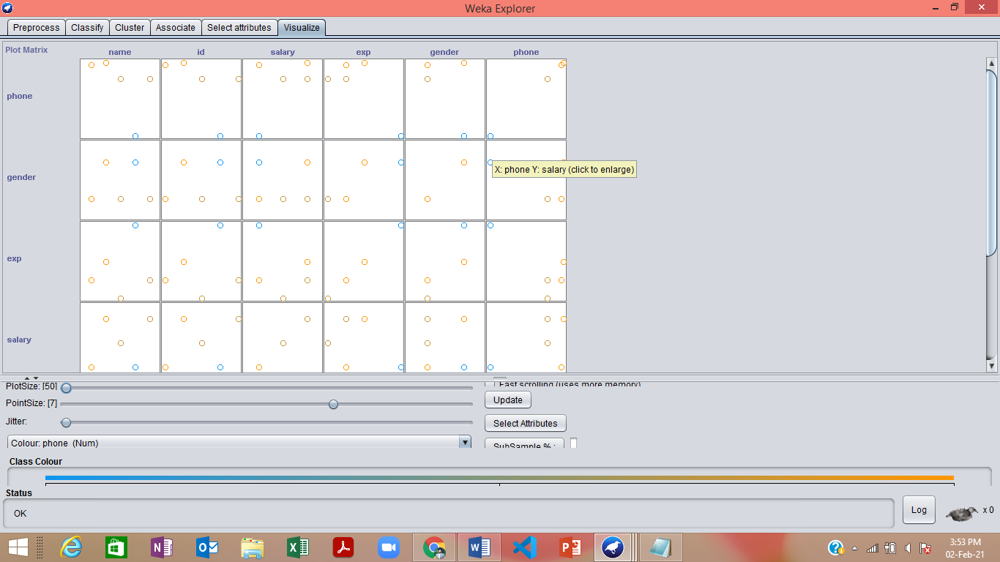 Weka Explorer
Preprocess Classify Cluster Associate Select attributes Visualize
Plot Matrix name id salary exp gender phone
phone
gender
X: phone Y: salary (click to enlarge)
exp
salary
PlotSize: [50] Fast scrolling (uses more memory)
PointSize: [7] Update
Jitter: Select Attributes
Colour: phone (Num) SubSample % :
Class Colour
Status
OK Log x 0
3:53 PM
02-Feb-21